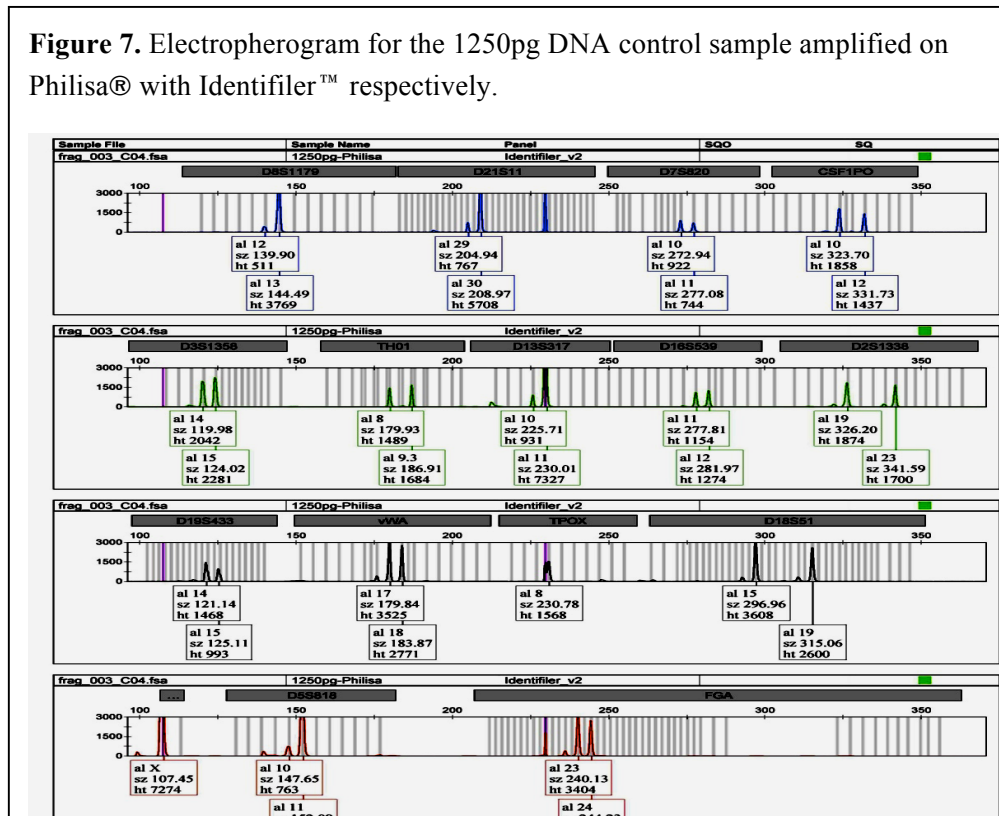 Figure 7. Electropherogram for the 1250pg DNA control sample amplified on
Philisa® with Identifiler™ respectively.
Sample File Sample Name Panel SQO SQ
frag_003_C04.fsa 1250pg-Philisa Identifiler_v2
D8S1179 D21S11 D7S820 CSF1PO
100 150 200 250 300 350
3000
1500
0
al 12 al 29 al 10 al 10
sz 139.90 sz 204.94 sz 272.94 sz 323.70
ht 511 ht 767 ht 922 ht 1858
al 13 al 30 al 11 al 12
sz 144.49 sz 208.97 sz 277.08 sz 331.73
ht 3769 ht 5708 ht 744 ht 1437
frag_003_C04.fsa 1250pg-Philisa Identifiler_v2
D3S1358 TH01 D13S317 D16S539 D2S1338
100 150 200 250 300 350
3000
1500
0
al 14 al 8 al 10 al 11 al 19
sz 119.98 sz 179.93 sz 225.71 sz 277.81 sz 326.20
ht 2042 ht 1489 ht 931 ht 1154 ht 1874
al 15 al 9.3 al 11 al 12 al 23
sz 124.02 sz 186.91 sz 230.01 sz 281.97 sz 341.59
ht 2281 ht 1684 ht 7327 ht 1274 ht 1700
frag_003_C04.fsa 1250pg-Philisa Identifiler_v2
D19S433 vWA TPOX D18S51
100 150 200 250 300 350
3000
1500
0
al 14 al 17 al 8 al 15
sz 121.14 sz 179.84 sz 230.78 sz 296.96
ht 1468 ht 3525 ht 1568 ht 3608
al 15 al 18 al 19
sz 125.11 sz 183.87 sz 315.06
ht 993 ht 2771 ht 2600
frag_003_C04.fsa 1250pg-Philisa Identifiler_v2
... D5S818 FGA
100 150 200 250 300 350
3000
1500
0
al X al 10 al 23
sz 107.45 sz 147.65 sz 240.13
ht 7274 ht 763 ht 3404
al 11 al 24